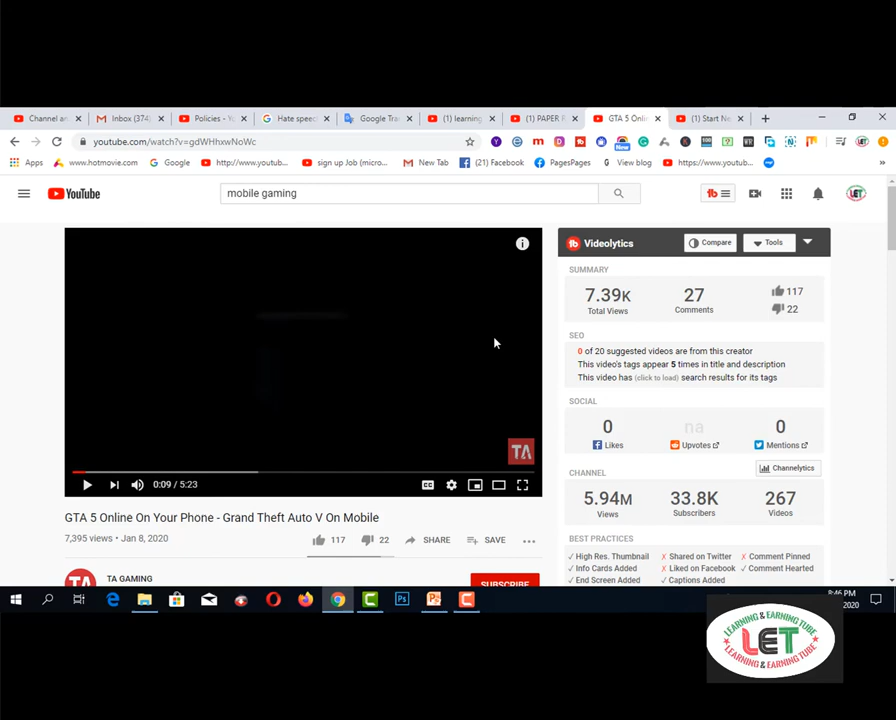 Channel an
Inbox (374)
Policies - Yo
Hate speec
Google Tra
(1) learning
(1) PAPER R
GTA 5 Onlin
(1) Start Ne
youtube.com/watch?v=gdWHhxwNoWc
Apps
www.hotmovie.com
Google
http://www.youtub...
sign up Job (micro...
New Tab
(21) Facebook
PagesPages
View blog
https://www.youtub...
YouTube
mobile gaming
LET
Videolytics
Compare
Tools
SUMMARY
7.39K
Total Views
27
Comments
117
22
SEO
0 of 20 suggested videos are from this creator
This video's tags appear 5 times in title and description
This video has (click to load) search results for its tags
SOCIAL
0
Likes
na
Upvotes
0
Mentions
Channelytics
CHANNEL
5.94M
Views
33.8K
Subscribers
267
Videos
BEST PRACTICES
✓ High Res. Thumbnail
✗ Shared on Twitter
✗ Comment Pinned
✓ Info Cards Added
✗ Liked on Facebook
✓ Comment Hearted
✓ End Screen Added
✓ Captions Added
TA
0:09 / 5:23
GTA 5 Online On Your Phone - Grand Theft Auto V On Mobile
7,395 views • Jan 8, 2020
117
22
SHARE
SAVE
TA GAMING
SUBSCRIBE
8:46 PM
2020
LEARNING & EARNING TUBE
LET
LEARNING & EARNING TUBE